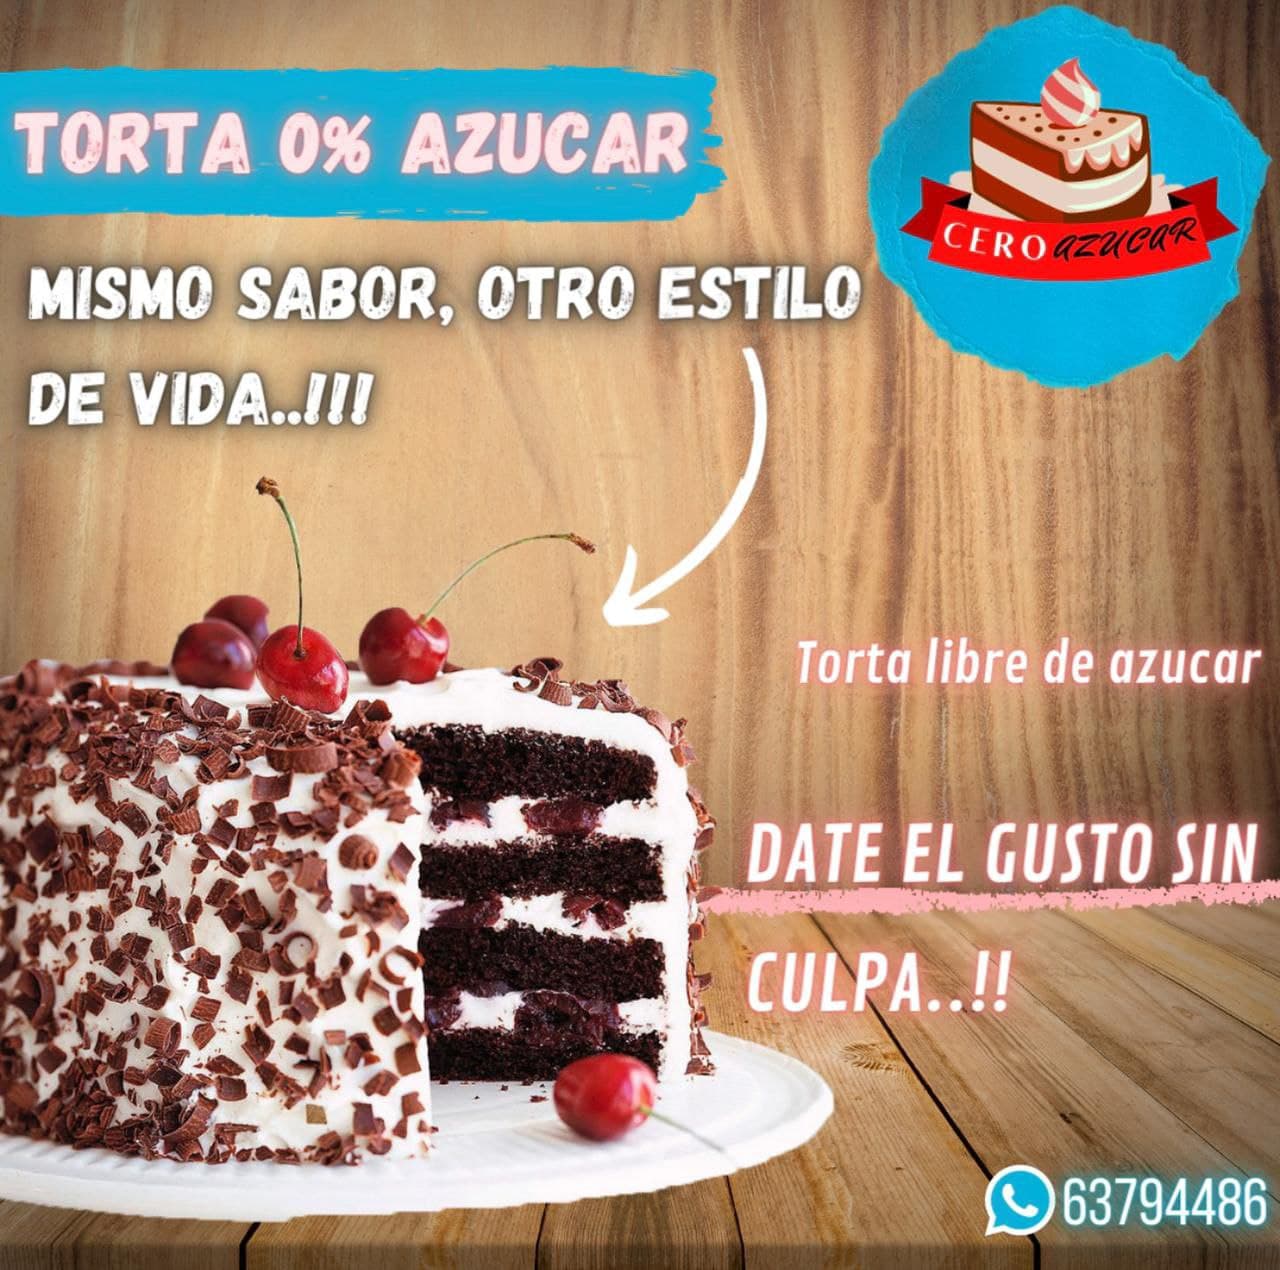 TORTA 0% AZUCAR
CERO AZUCAR
MISMO SABOR, OTRO ESTILO
DE VIDA..!!!
Torta libre de azucar
DATE EL GUSTO SIN
CULPA..!!
63794486